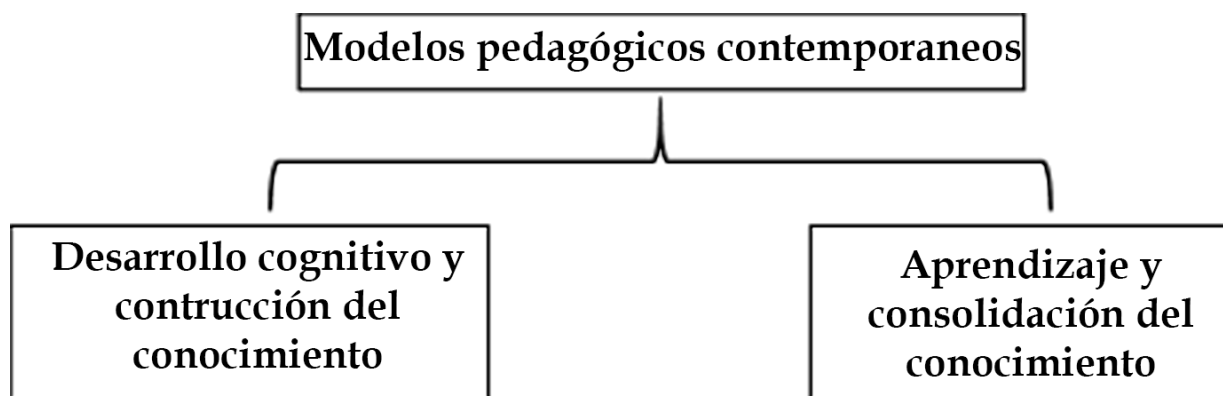 Modelos pedagógicos contemporaneos
Desarrollo cognitivo y
contrucción del
conocimiento
Aprendizaje y
consolidación del
conocimiento